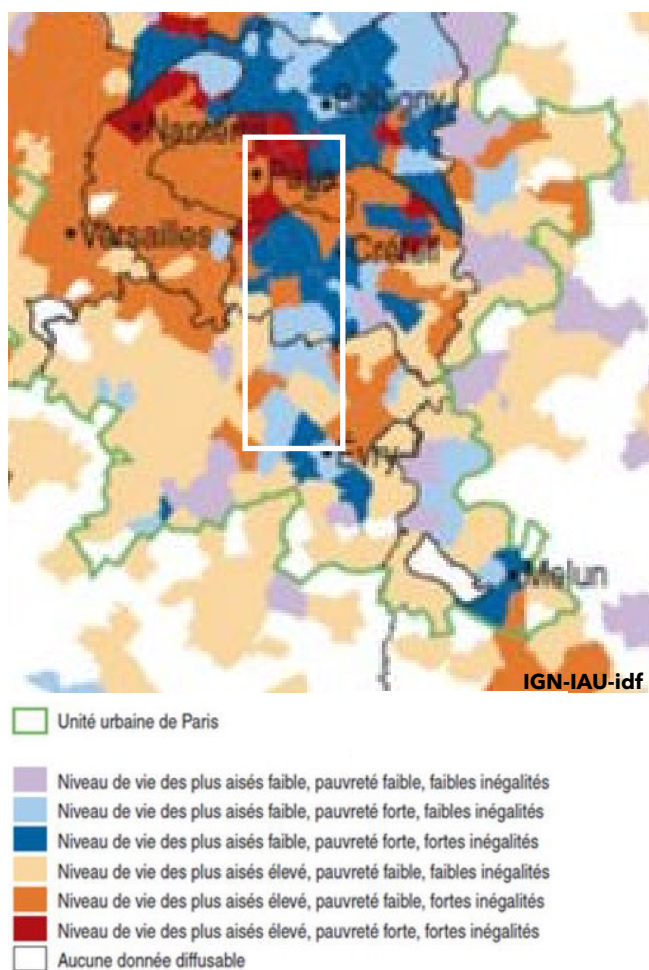 Bobigny
Nanterre
Paris
Versailles
Créteil
Evry
Melun
IGN-IAU-idf
Unité urbaine de Paris
Niveau de vie des plus aisés faible, pauvreté faible, faibles inégalités
Niveau de vie des plus aisés faible, pauvreté forte, faibles inégalités
Niveau de vie des plus aisés faible, pauvreté forte, fortes inégalités
Niveau de vie des plus aisés élevé, pauvreté faible, faibles inégalités
Niveau de vie des plus aisés élevé, pauvreté faible, fortes inégalités
Niveau de vie des plus aisés élevé, pauvreté forte, fortes inégalités
Aucune donnée diffusable